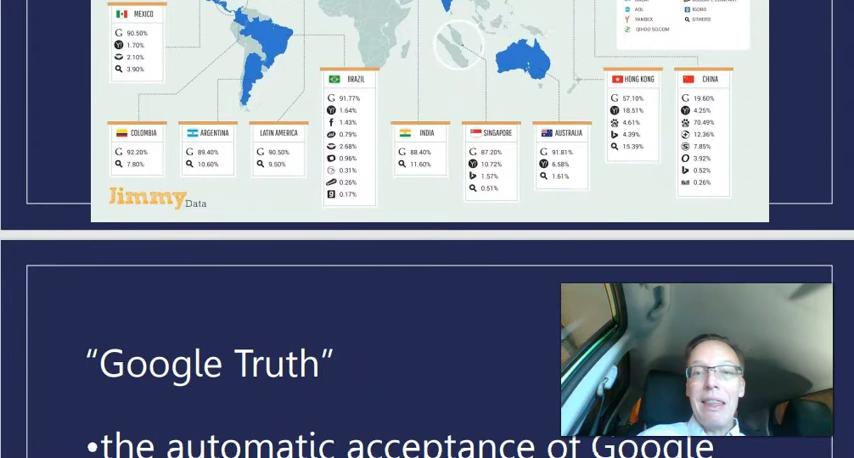 AOL
YANDEX
QIHOO 50.COM
IGOOO
OTHERS
MEXICO
90.50%
1.70%
2.10%
3.90%
COLOMBIA
92.20%
7.80%
ARGENTINA
89.40%
10.60%
LATIN AMERICA
90.50%
9.50%
BRAZIL
91.77%
1.64%
1.43%
0.79%
2.68%
0.96%
0.31%
0.26%
0.17%
INDIA
88.40%
11.60%
SINGAPORE
87.20%
10.72%
1.57%
0.51%
AUSTRALIA
91.81%
6.58%
1.61%
HONG KONG
57.10%
18.51%
4.61%
4.39%
15.39%
CHINA
19.60%
4.25%
70.49%
12.36%
7.85%
3.92%
0.52%
0.26%
Jimmy Data
“Google Truth”
•the automatic acceptance of Google